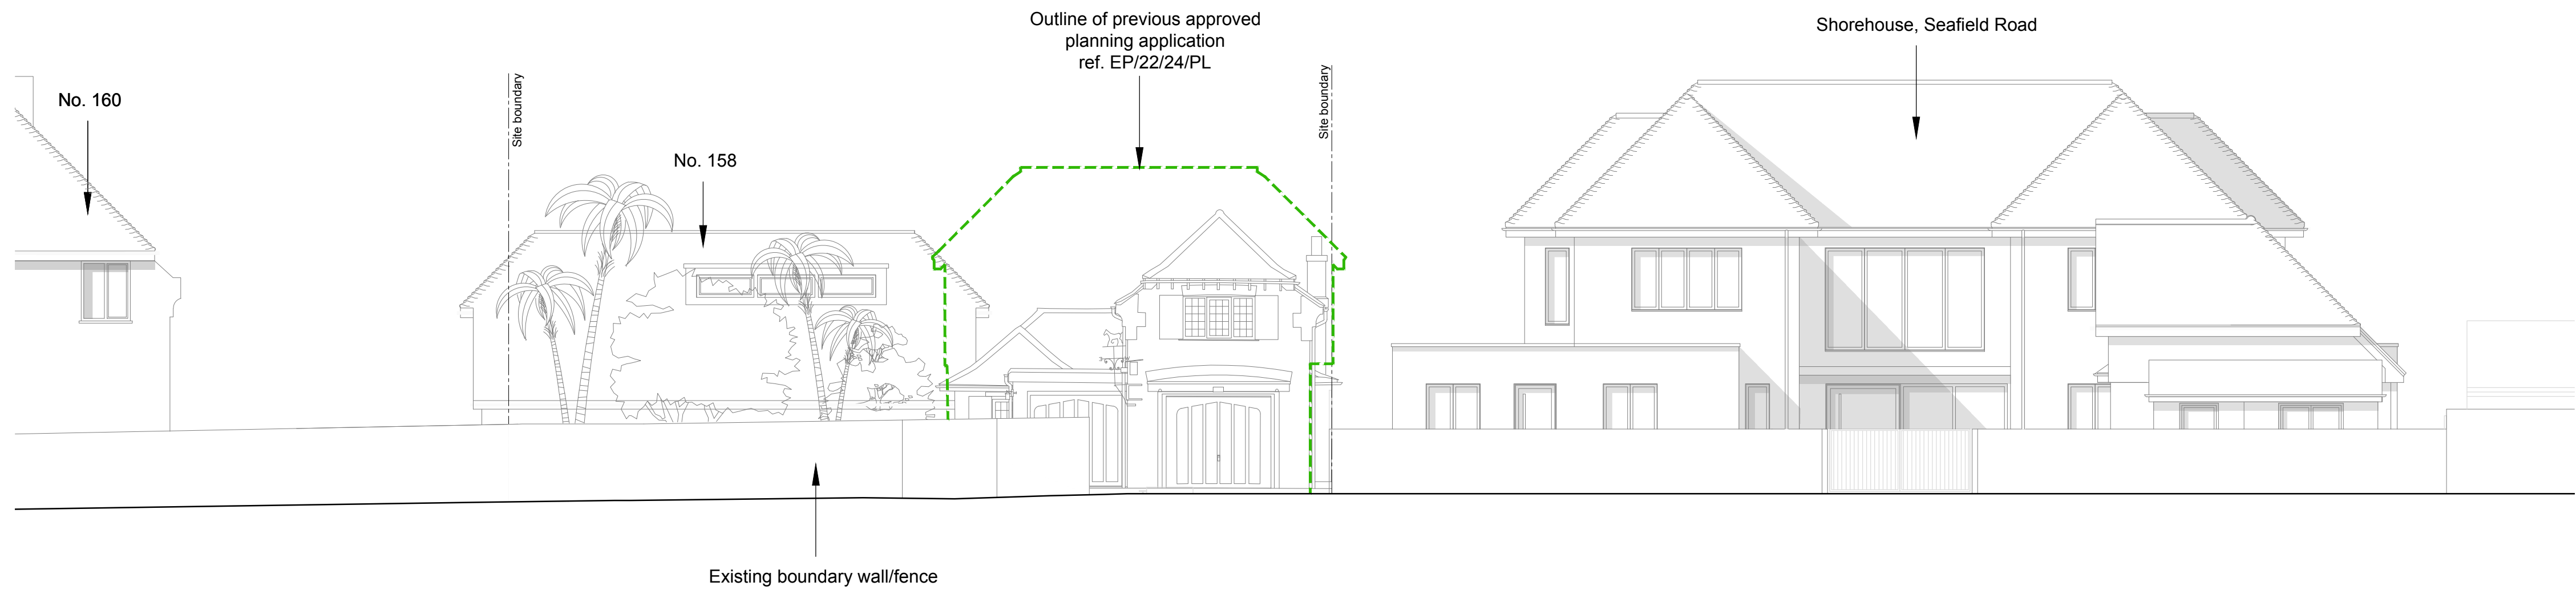 Outline of previous approved
planning application
ref. EP/22/24/PL
Shorehouse, Seafield Road
No. 160
Site boundary
Site boundary
No. 158
Existing boundary wall/fence